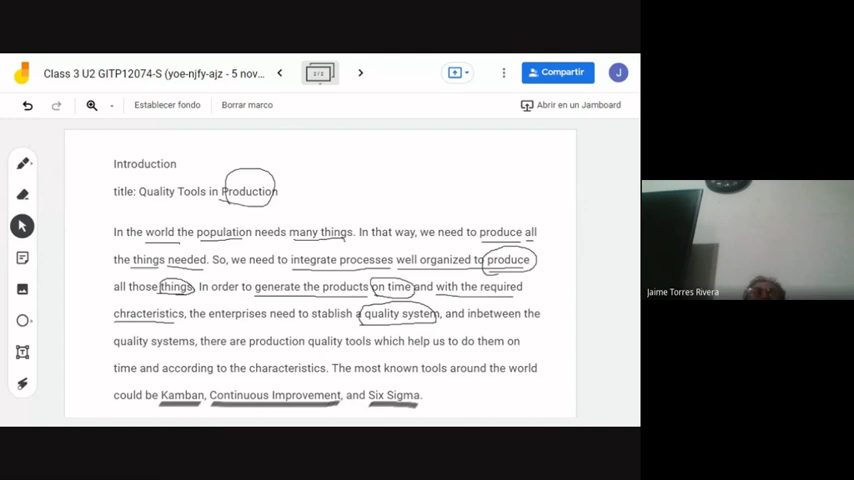 Class 3 U2 GITP12074-S (yoe-njfy-ajz - 5 nov...
2/2
Compartir
J
Establecer fondo
Borrar marco
Abrir en un Jamboard
Introduction
title: Quality Tools in Production
In the world the population needs many things. In that way, we need to produce all
the things needed. So, we need to integrate processes well organized to produce
all those things. In order to generate the products on time and with the required
chracteristics, the enterprises need to stablish a quality system, and inbetween the
quality systems, there are production quality tools which help us to do them on
time and according to the characteristics. The most known tools around the world
could be Kamban, Continuous Improvement, and Six Sigma.
Jaime Torres Rivera